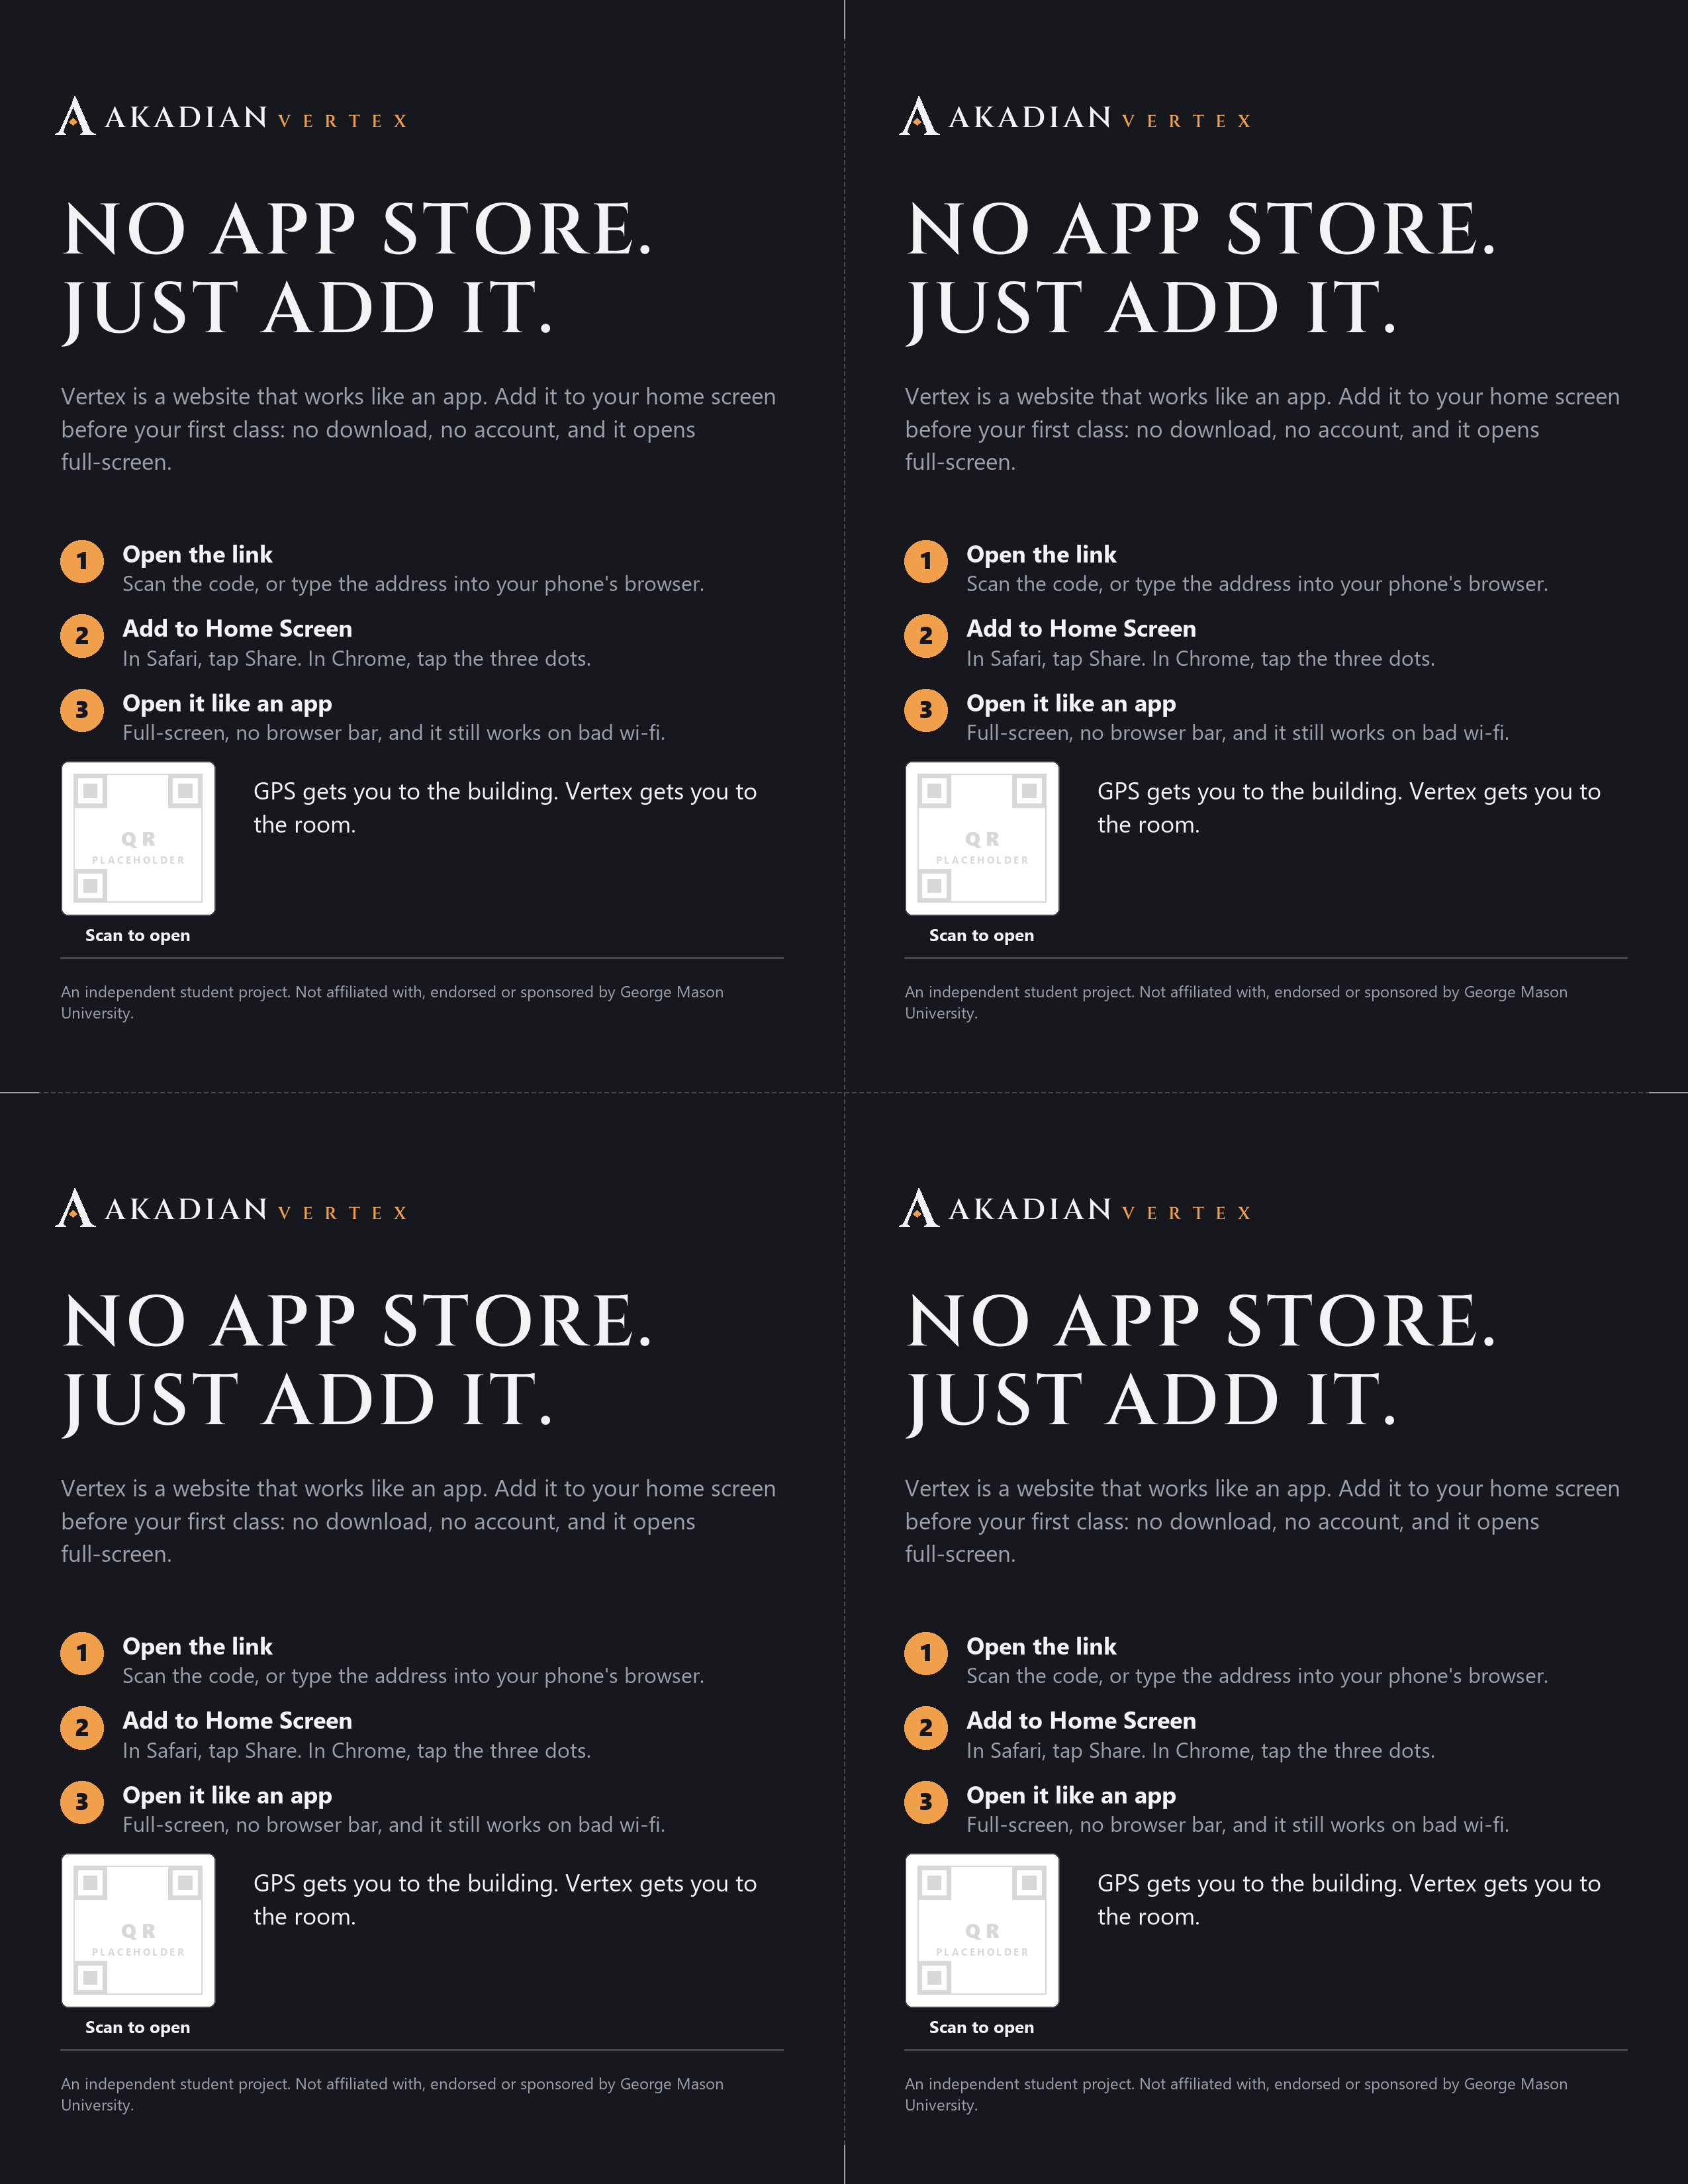 AKADIAN VERTEX
NO APP STORE.
JUST ADD IT.
Vertex is a website that works like an app. Add it to your home screen
before your first class: no download, no account, and it opens
full-screen.
1 Open the link
Scan the code, or type the address into your phone's browser.
2 Add to Home Screen
In Safari, tap Share. In Chrome, tap the three dots.
3 Open it like an app
Full-screen, no browser bar, and it still works on bad wi-fi.
QR
PLACEHOLDER
GPS gets you to the building. Vertex gets you to
the room.
Scan to open
An independent student project. Not affiliated with, endorsed or sponsored by George Mason
University.
AKADIAN VERTEX
NO APP STORE.
JUST ADD IT.
Vertex is a website that works like an app. Add it to your home screen
before your first class: no download, no account, and it opens
full-screen.
1 Open the link
Scan the code, or type the address into your phone's browser.
2 Add to Home Screen
In Safari, tap Share. In Chrome, tap the three dots.
3 Open it like an app
Full-screen, no browser bar, and it still works on bad wi-fi.
QR
PLACEHOLDER
GPS gets you to the building. Vertex gets you to
the room.
Scan to open
An independent student project. Not affiliated with, endorsed or sponsored by George Mason
University.
AKADIAN VERTEX
NO APP STORE.
JUST ADD IT.
Vertex is a website that works like an app. Add it to your home screen
before your first class: no download, no account, and it opens
full-screen.
1 Open the link
Scan the code, or type the address into your phone's browser.
2 Add to Home Screen
In Safari, tap Share. In Chrome, tap the three dots.
3 Open it like an app
Full-screen, no browser bar, and it still works on bad wi-fi.
QR
PLACEHOLDER
GPS gets you to the building. Vertex gets you to
the room.
Scan to open
An independent student project. Not affiliated with, endorsed or sponsored by George Mason
University.
AKADIAN VERTEX
NO APP STORE.
JUST ADD IT.
Vertex is a website that works like an app. Add it to your home screen
before your first class: no download, no account, and it opens
full-screen.
1 Open the link
Scan the code, or type the address into your phone's browser.
2 Add to Home Screen
In Safari, tap Share. In Chrome, tap the three dots.
3 Open it like an app
Full-screen, no browser bar, and it still works on bad wi-fi.
QR
PLACEHOLDER
GPS gets you to the building. Vertex gets you to
the room.
Scan to open
An independent student project. Not affiliated with, endorsed or sponsored by George Mason
University.